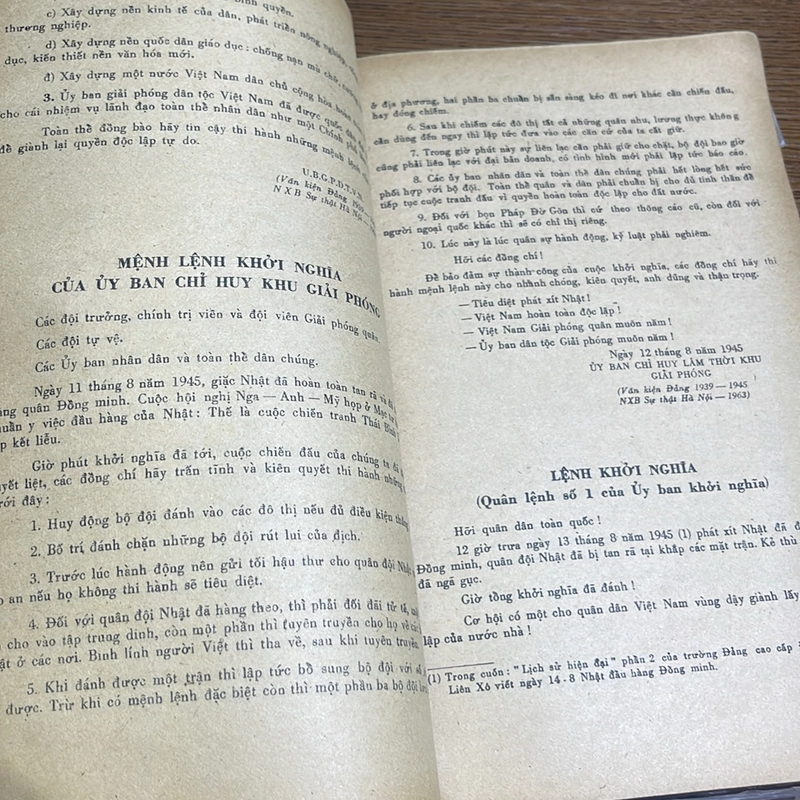 c) Xây dựng nền kinh tế của dân, phát triển nông nghiệp,
thương nghiệp.
d) Xây dựng nền quốc dân giáo dục : chống nạn mù chữ,
dục, kiến thiết nền văn hóa mới.
đ) Xây dựng một nước Việt Nam dân chủ cộng hòa hoàn
3. Ủy ban giải phóng dân tộc Việt Nam đã được quốc dân
cho cái nhiệm vụ lãnh đạo toàn thể nhân dân như một Chính phủ
Toàn thể đồng bào hãy tin cậy thi hành những mệnh lệnh
để giành lại quyền độc lập tự do.
U.B.G.P.D.T.V.N
(Văn kiện Đảng 1939 —
NXB Sự thật Hà Nội —
MỆNH LỆNH KHỞI NGHĨA
CỦA ỦY BAN CHỈ HUY KHU GIẢI PHÓNG
Các đội trưởng, chính trị viên và đội viên Giải phóng quân.
Các đội tự vệ.
Các Ủy ban nhân dân và toàn thể dân chúng.
Ngày 11 tháng 8 năm 1945, giặc Nhật đã hoàn toàn tan rã và
quân Đồng minh. Cuộc hội nghị Nga — Anh — Mỹ họp ở Mạc
y việc đầu hàng của Nhật : Thế là cuộc chiến tranh Thái Bình
kết liễu.
Giờ phút khởi nghĩa đã tới, cuộc chiến đấu của chúng ta
liệt, các đồng chí hãy trấn tĩnh và kiên quyết thi hành những
đây :
1. Huy động bộ đội đánh vào các đô thị nếu đủ điều kiện thắng
2. Bố trí đánh chặn những bộ đội rút lui của địch.
3. Trước lúc hành động nên gửi tối hậu thư cho quân đội Nhật
an nếu họ không thi hành sẽ tiêu diệt.
4. Đối với quân đội Nhật đã hàng theo, thì phải đối đãi tử tế,
cho vào tập trung dinh, còn một phần thì tuyên truyền cho họ về
ở các nơi. Binh lính người Việt thì tha về, sau khi tuyên truyền
5. Khi đánh được một trận thì lập tức bổ sung bộ đội với số
được. Trừ khi có mệnh lệnh đặc biệt còn thì một phần ba bộ đội
ở địa phương, hai phần ba chuẩn bị sẵn sàng kéo đi nơi khác cần chiến đấu,
hay đóng chiếm.
6. Sau khi chiếm các đô thị tất cả những quân nhu, lương thực không
cần dùng đến ngay thì lập tức đưa vào các căn cứ của ta cất giữ.
7. Trong giờ phút này sự liên lạc cần phải giữ cho chặt, bộ đội bao giờ
cũng phải liên lạc với đại bản doanh, có tình hình mới phải lập tức báo cáo.
8. Các ủy ban nhân dân và toàn thể dân chúng phải hết lòng hết sức
phối hợp với bộ đội. Toàn thể quân và dân phải chuẩn bị cho đủ tinh thần để
tiếp tục cuộc tranh đấu vì quyền hoàn toàn độc lập cho đất nước.
9. Đối với bọn Pháp Đờ Gôn thì cứ theo thông cáo cũ, còn đối với
người ngoại quốc khác thì sẽ có chỉ thị riêng.
10. Lúc này là lúc quân sự hành động, kỷ luật phải nghiêm.
Hỡi các đồng chí !
Để bảo đảm sự thành công của cuộc khởi nghĩa, các đồng chí hãy thi
hành mệnh lệnh này cho nhanh chóng, kiên quyết, anh dũng và thận trọng.
— Tiêu diệt phát xít Nhật !
— Việt Nam hoàn toàn độc lập !
— Việt Nam Giải phóng quân muôn năm !
— Ủy ban dân tộc Giải phóng muôn năm !
Ngày 12 tháng 8 năm 1945
ỦY BAN CHỈ HUY LÂM THỜI KHU
GIẢI PHÓNG
(Văn kiện Đảng 1939 — 1945
NXB Sự thật Hà Nội — 1963)
LỆNH KHỞI NGHĨA
(Quân lệnh số 1 của Ủy ban khởi nghĩa)
Hỡi quân dân toàn quốc !
12 giờ trưa ngày 13 tháng 8 năm 1945 (1) phát xít Nhật đã
Đồng minh, quân đội Nhật đã bị tan rã tại khắp các mặt trận. Kẻ thù
đã ngã gục.
Giờ tổng khởi nghĩa đã đánh !
Cơ hội có một cho quân dân Việt Nam vùng dậy giành lấy
lập của nước nhà !
(1) Trong cuốn : "Lịch sử hiện đại" phần 2 của trường Đảng cao cấp
Liên Xô viết ngày 14-8 Nhật đầu hàng Đồng minh.